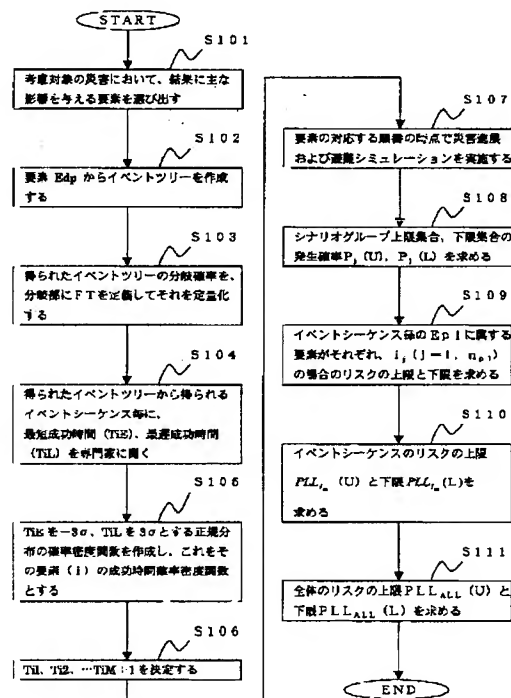 START
S101
考慮対象の災害において、結果に主な
影響を与える要素を選び出す
S102
要素 Edp からイベントツリーを作成
する
S103
得られたイベントツリーの分岐確率を、
分岐部にFTを定義してそれを定量化
する
S104
得られたイベントツリーから得られる
イベントシーケンス毎に、
最短成功時間（TiE）、最遅成功時間
（TiL）を専門家に聞く
S105
TiEを－3σ、TiLを3σとする正規分
布の確率密度関数を作成し、これをそ
の要素（i）の成功時間確率密度関数
とする
S106
Ti1、Ti2、…TiM:1を決定する
S107
要素の対応する順番の時点で災害進展
および避難シミュレーションを実施する
S108
シナリオグループ上限集合、下限集合の
発生確率Pj（U）、Pj（L）を求める
S109
イベントシーケンス毎のEp1に属する
要素がそれぞれ、
の場合のリスクの上限と下限を求める
S110
イベントシーケンスのリスクの上限
（U）と下限（L）を
求める
S111
全体のリスクの上限PLL_ALL（U）と
下限PLL_ALL（L）を求める
END